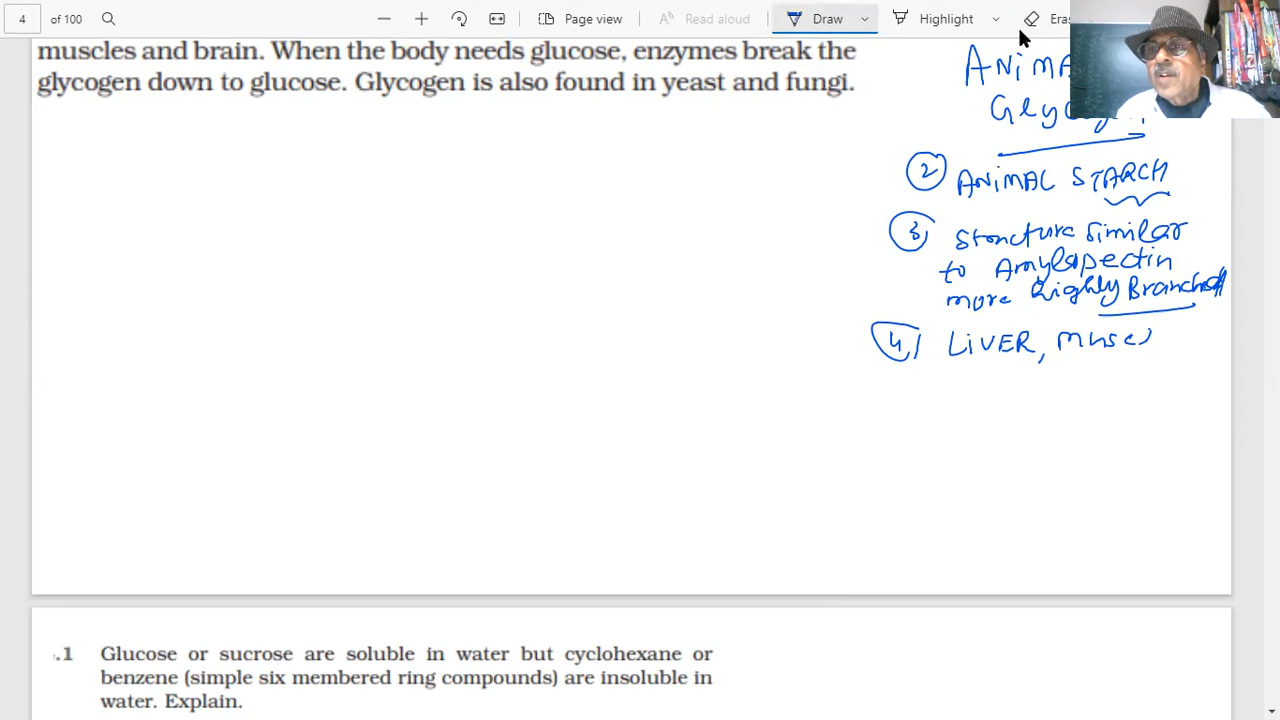 4 of 100 Page view Read aloud Draw Highlight
muscles and brain. When the body needs glucose, enzymes break the
glycogen down to glucose. Glycogen is also found in yeast and fungi.
2 ANIMAL STARCH
3, Structure Similar
to Amylopectin
more highly Branched
4,) LIVER,
.1 Glucose or sucrose are soluble in water but cyclohexane or
benzene (simple six membered ring compounds) are insoluble in
water. Explain.